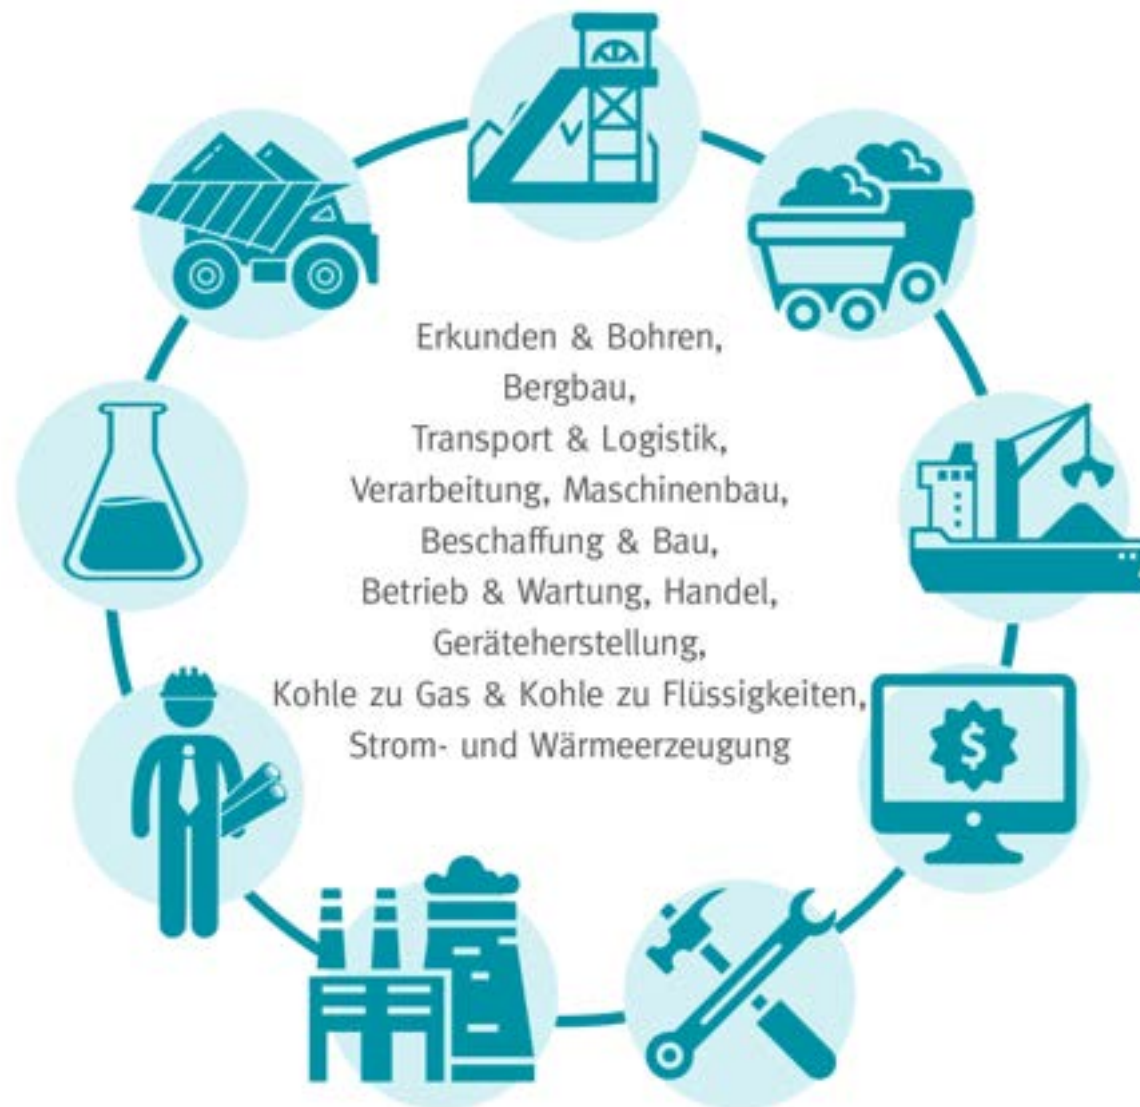 Erkunden & Bohren,
Bergbau,
Transport & Logistik,
Verarbeitung, Maschinenbau,
Beschaffung & Bau,
Betrieb & Wartung, Handel,
Geräteherstellung,
Kohle zu Gas & Kohle zu Flüssigkeiten,
Strom- und Wärmeerzeugung
$